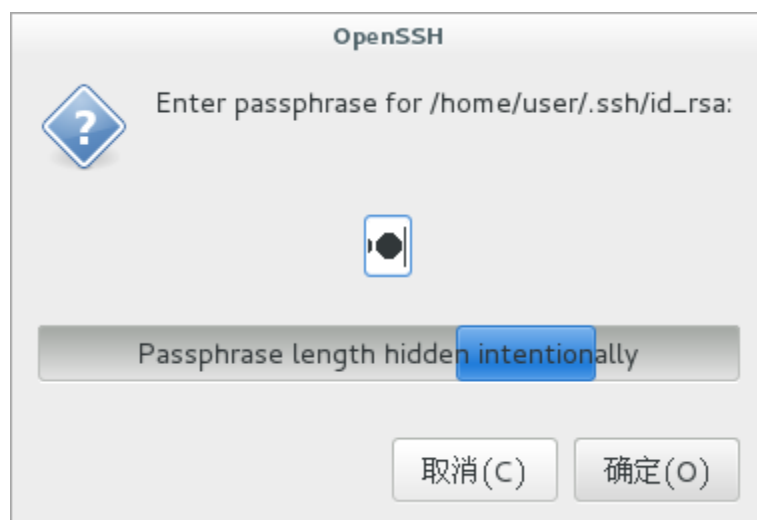 OpenSSH
Enter passphrase for /home/user/.ssh/id_rsa:
Passphrase length hidden intentionally
取消(C) 确定(O)